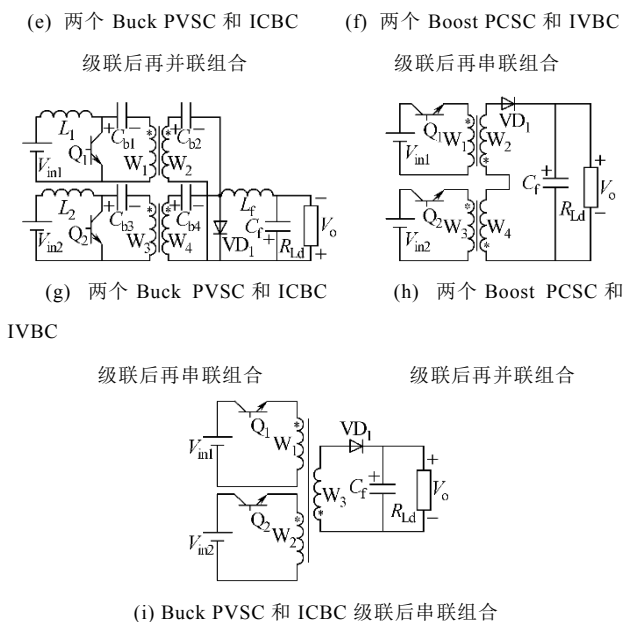 (e) 两个 Buck PVSC 和 ICBC (f) 两个 Boost PCSC 和 IVBC
级联后再并联组合 级联后再串联组合
L1 Cb1 Cb2 Q1 W1 W2 Vin1
L2 Cb3 Cb4 Q2 W3 W4 Vin2 Lf VD1 Cf RLd Vo
Q1 W1 W2 VD1 Vin1
Q2 W3 W4 Vin2 Cf RLd Vo
(g) 两个 Buck PVSC 和 ICBC (h) 两个 Boost PCSC 和
IVBC
级联后再串联组合 级联后再并联组合
Q1 W1 VD1 Vin1
Q2 W2 W3 Vin2 Cf RLd Vo
(i) Buck PVSC 和 ICBC 级联后串联组合